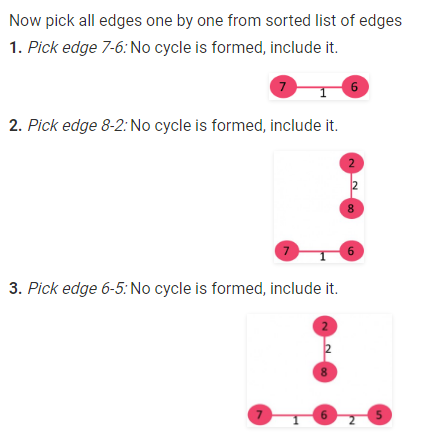 Now pick all edges one by one from sorted list of edges
1. Pick edge 7-6: No cycle is formed, include it.
7 1 6
2. Pick edge 8-2: No cycle is formed, include it.
2
2
8
7 1 6
3. Pick edge 6-5: No cycle is formed, include it.
2
2
8
7 1 6 2 5